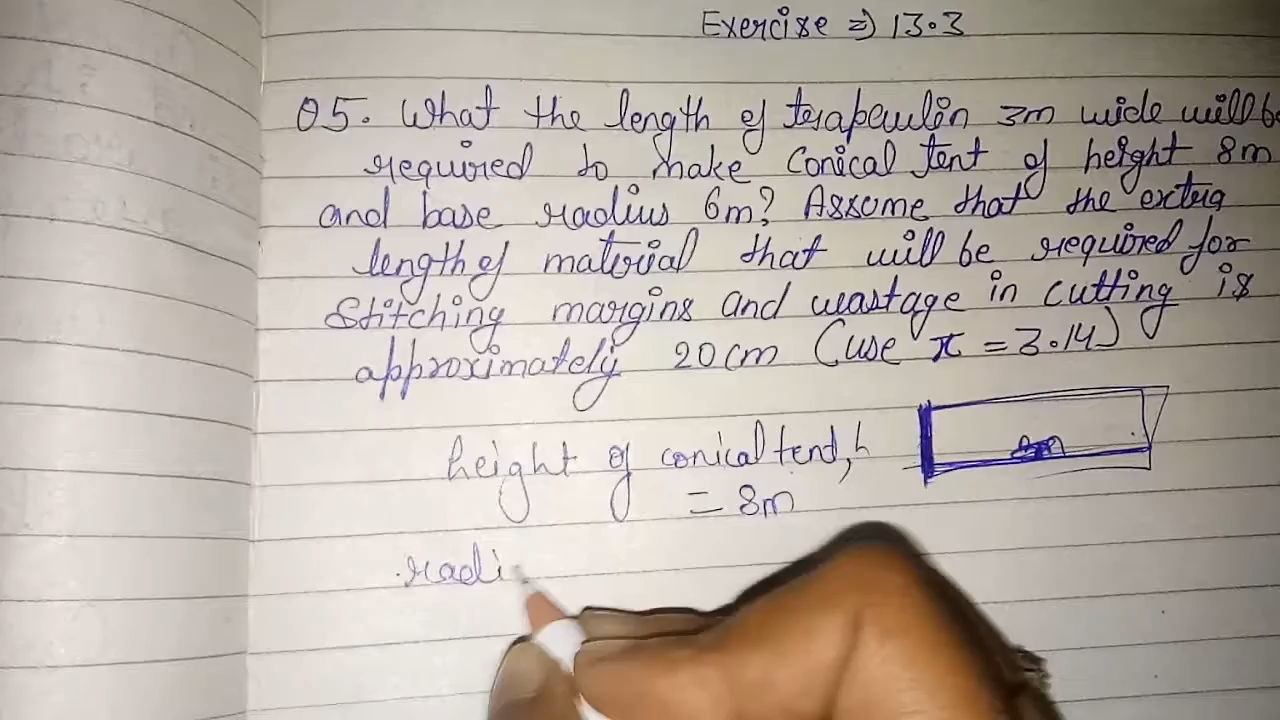 Exercise => 13.3
Q5. What the length of tarapaulin 3m wide will be
required to make Conical tent of height 8m
and base radius 6m? Assume that the extra
length of material that will be required for
Stitching margins and wastage in cutting is
approximately 20cm (use π = 3.14)
height of conical tend, h
= 8m
radi